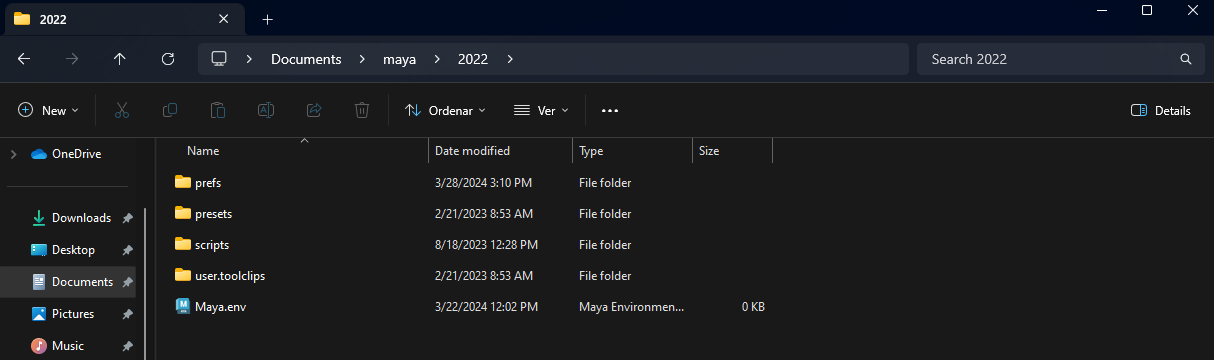 2022
Documents > maya > 2022 >
Search 2022
New
Ordenar
Ver
Details
OneDrive
Downloads
Desktop
Documents
Pictures
Music
Name Date modified Type Size
prefs 3/28/2024 3:10 PM File folder
presets 2/21/2023 8:53 AM File folder
scripts 8/18/2023 12:28 PM File folder
user.toolclips 2/21/2023 8:53 AM File folder
Maya.env 3/22/2024 12:02 PM Maya Environmen... 0 KB